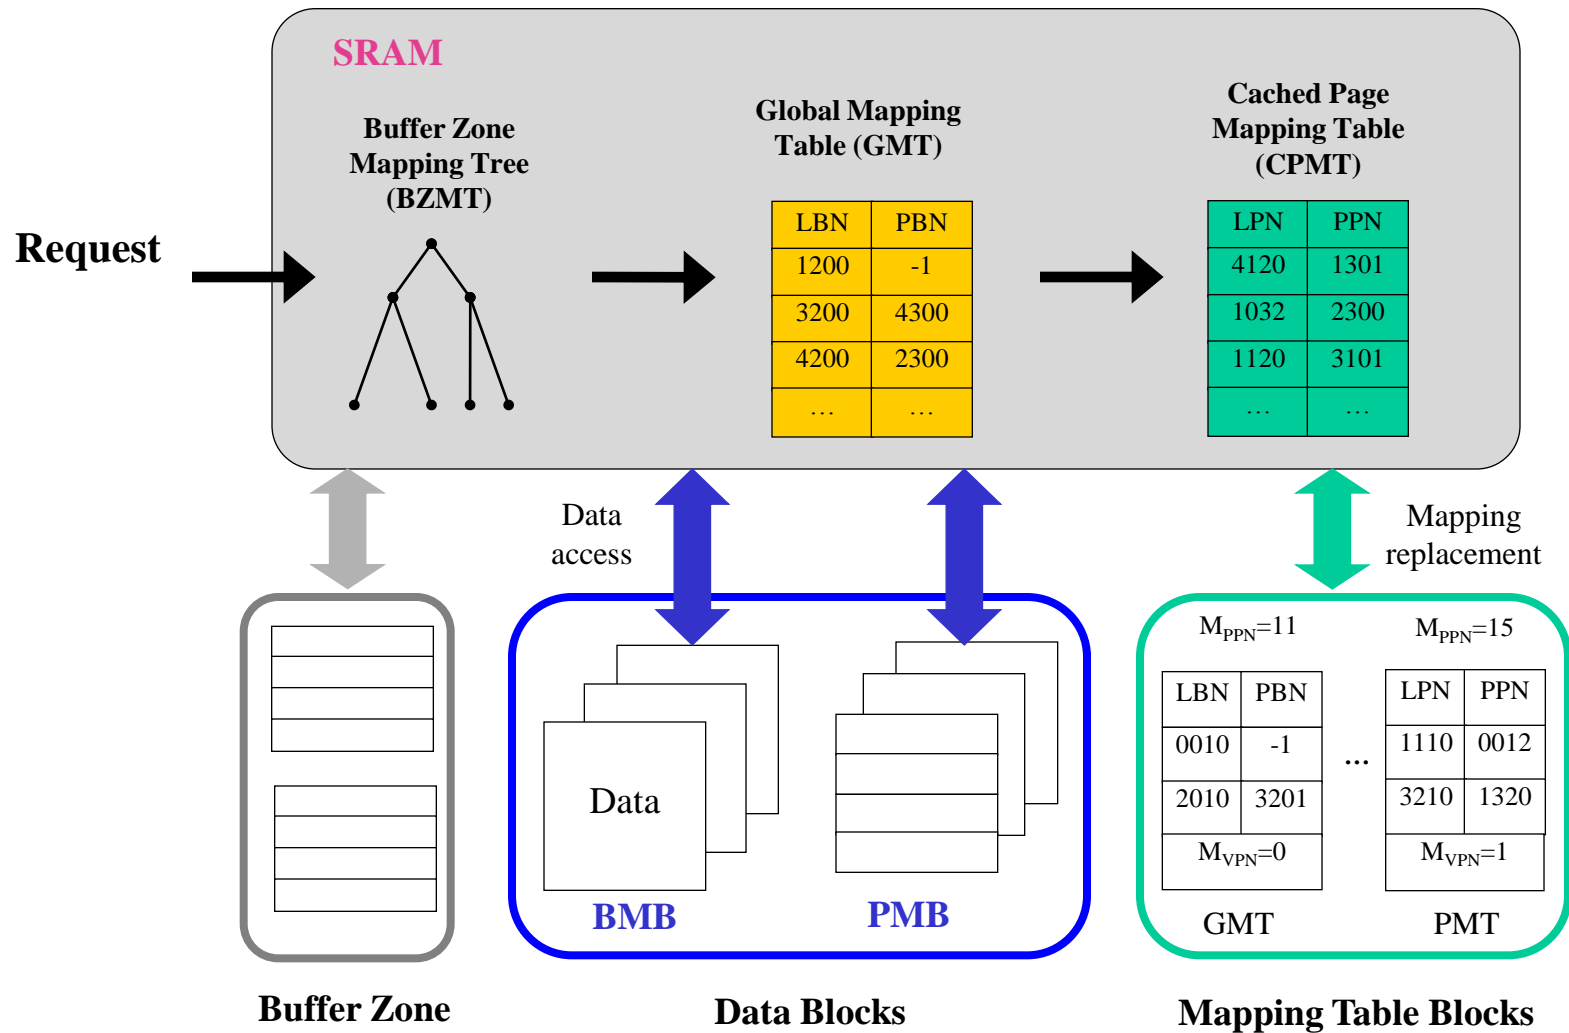 SRAM
Buffer Zone
Mapping Tree
(BZMT)
Global Mapping
Table (GMT)
Cached Page
Mapping Table
(CPMT)
Request
LBN PBN
1200 -1
3200 4300
4200 2300
... ...
LPN PPN
4120 1301
1032 2300
1120 3101
... ...
Data
access
Mapping
replacement
Data
BMB
PMB
MPPN=11
LBN PBN
0010 -1
2010 3201
MVPN=0
GMT
...
MPPN=15
LPN PPN
1110 0012
3210 1320
MVPN=1
PMT
Buffer Zone
Data Blocks
Mapping Table Blocks